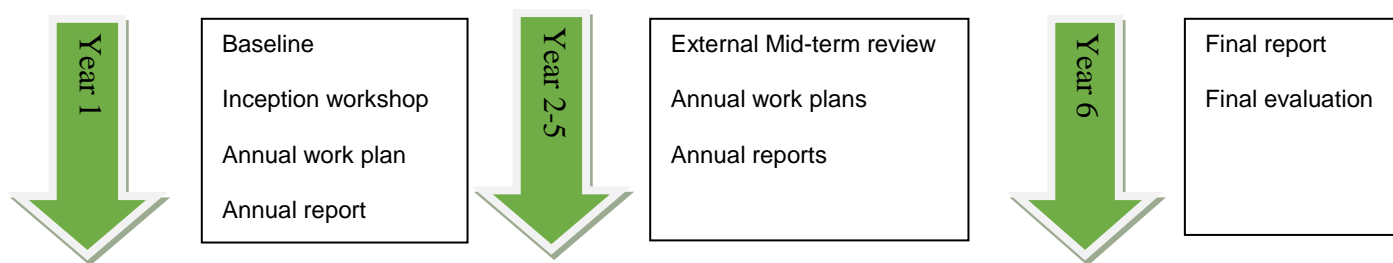 Year 1
Baseline
Inception workshop
Annual work plan
Annual report
Year 2-5
External Mid-term review
Annual work plans
Annual reports
Year 6
Final report
Final evaluation